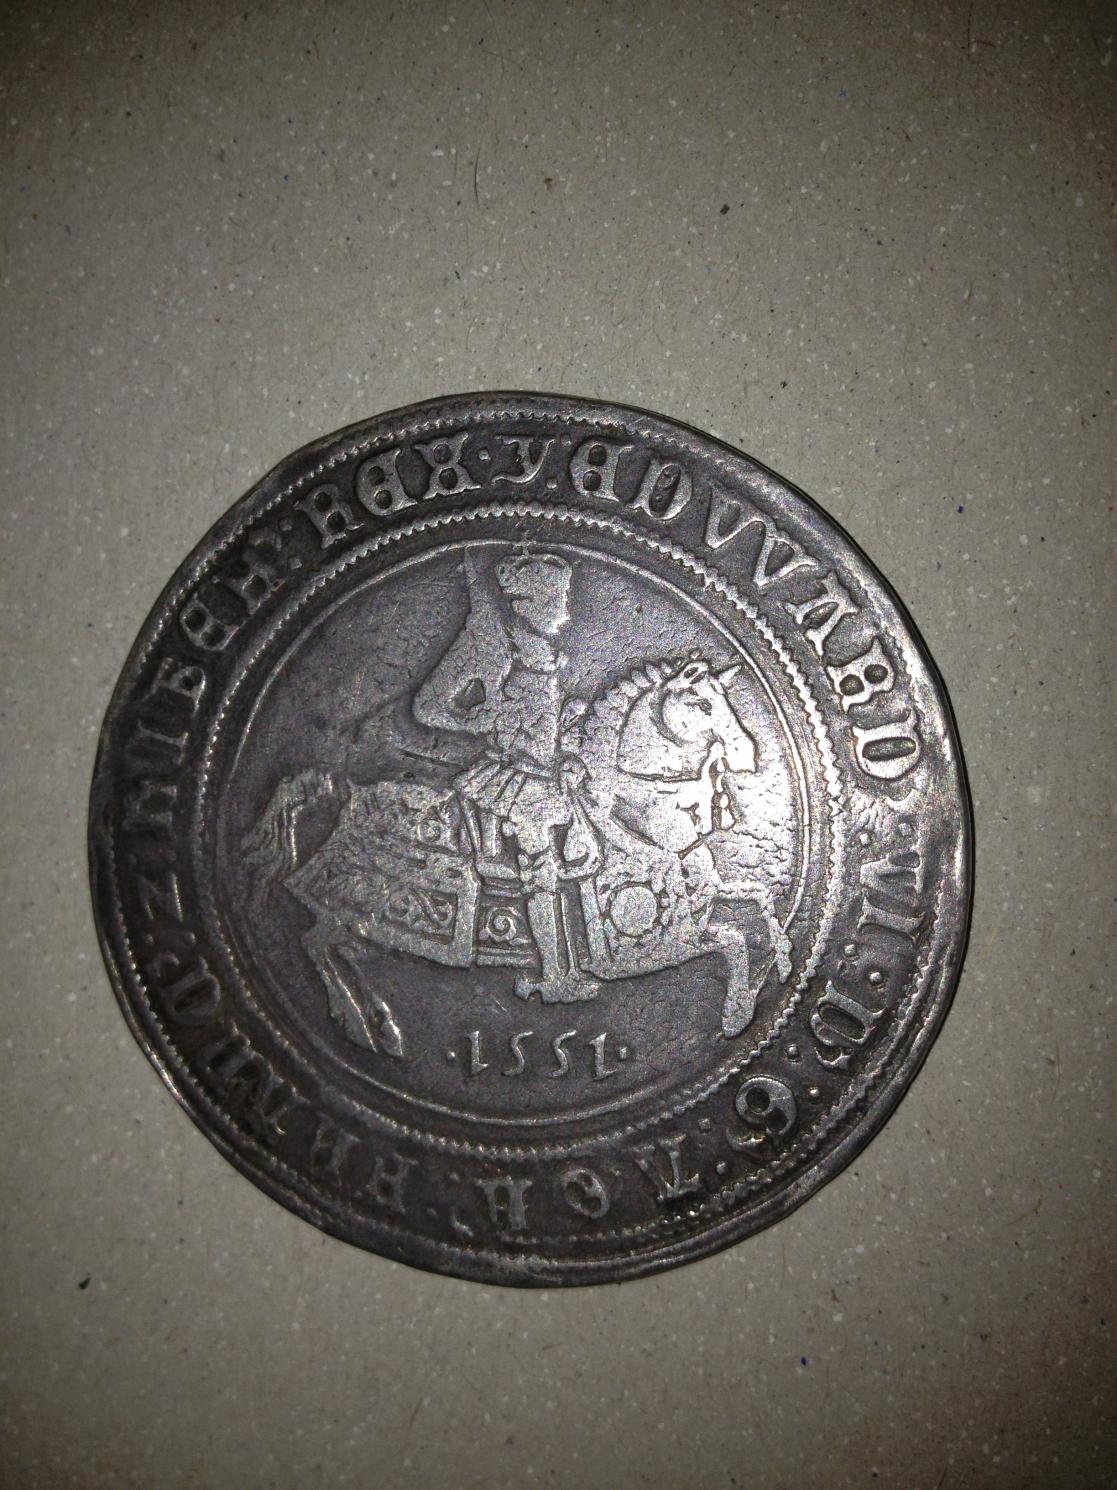 EDWARD : VI : D : G : AGL : FRA : Z : HIBER : REX · y ·
· 1551 ·